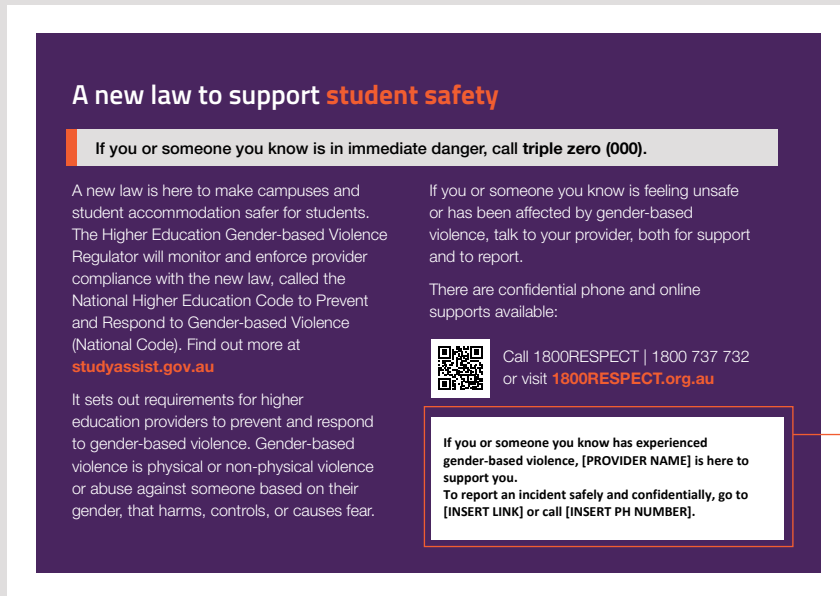 A new law to support student safety
If you or someone you know is in immediate danger, call triple zero (000).
A new law is here to make campuses and
student accommodation safer for students.
The Higher Education Gender-based Violence
Regulator will monitor and enforce provider
compliance with the new law, called the
National Higher Education Code to Prevent
and Respond to Gender-based Violence
(National Code). Find out more at
studyassist.gov.au
It sets out requirements for higher
education providers to prevent and respond
to gender-based violence. Gender-based
violence is physical or non-physical violence
or abuse against someone based on their
gender, that harms, controls, or causes fear.
If you or someone you know is feeling unsafe
or has been affected by gender-based
violence, talk to your provider, both for support
and to report.
There are confidential phone and online
supports available:
Call 1800RESPECT | 1800 737 732
or visit 1800RESPECT.org.au
If you or someone you know has experienced
gender-based violence, [PROVIDER NAME] is here to
support you.
To report an incident safely and confidentially, go to
[INSERT LINK] or call [INSERT PH NUMBER].